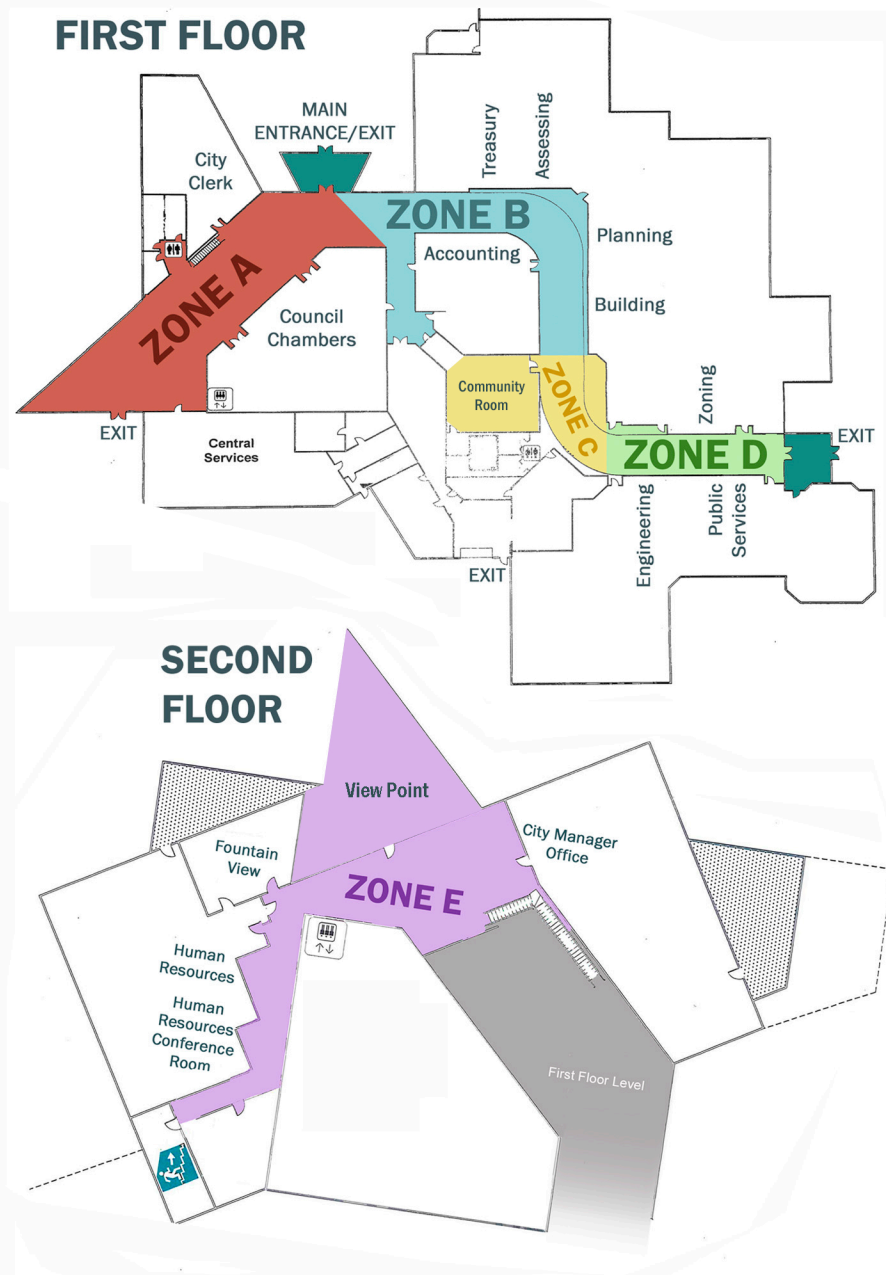 FIRST FLOOR
MAIN
ENTRANCE/EXIT
City
Clerk
Treasury
Assessing
ZONE B
Planning
Accounting
ZONE A
Building
Council
Chambers
Community
Room
ZONE C
Zoning
EXIT
Central
Services
ZONE D
EXIT
Engineering
Public
Services
EXIT
SECOND
FLOOR
View Point
Fountain
View
City Manager
Office
ZONE E
Human
Resources
Human
Resources
Conference
Room
First Floor Level